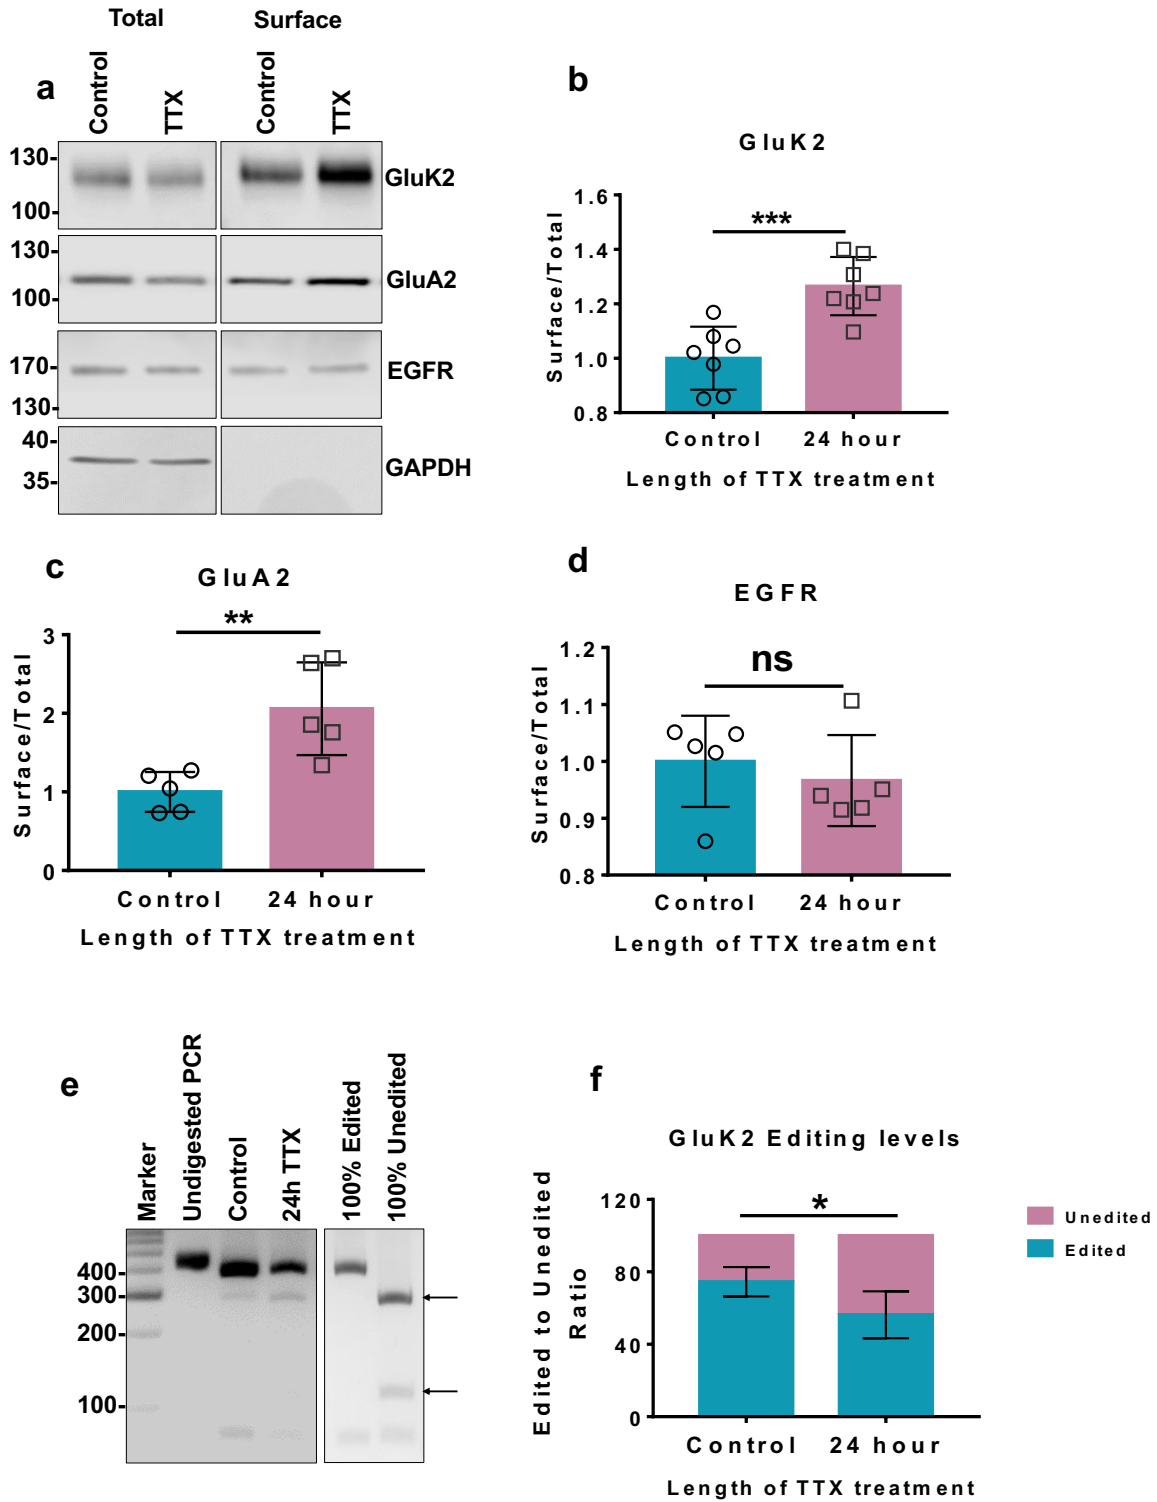 Total Surface
a
Control
TTX
Control
TTX
130-
100-
GluK2
130-
100-
GluA2
170-
130-
EGFR
40-
35-
GAPDH
b
GluK2
Surface/Total
1.6
1.4
1.2
1.0
0.8
***
Control 24 hour
Length of TTX treatment
c
GluA2
Surface/Total
3
2
1
0
**
Control 24 hour
Length of TTX treatment
d
EGFR
Surface/Total
1.2
1.1
1.0
0.9
0.8
ns
Control 24 hour
Length of TTX treatment
e
Marker
Undigested PCR
Control
24h TTX
100% Edited
100% Unedited
400-
300-
200-
100-
f
GluK2 Editing levels
Edited to Unedited
Ratio
120
80
40
0
*
Unedited
Edited
Control 24 hour
Length of TTX treatment